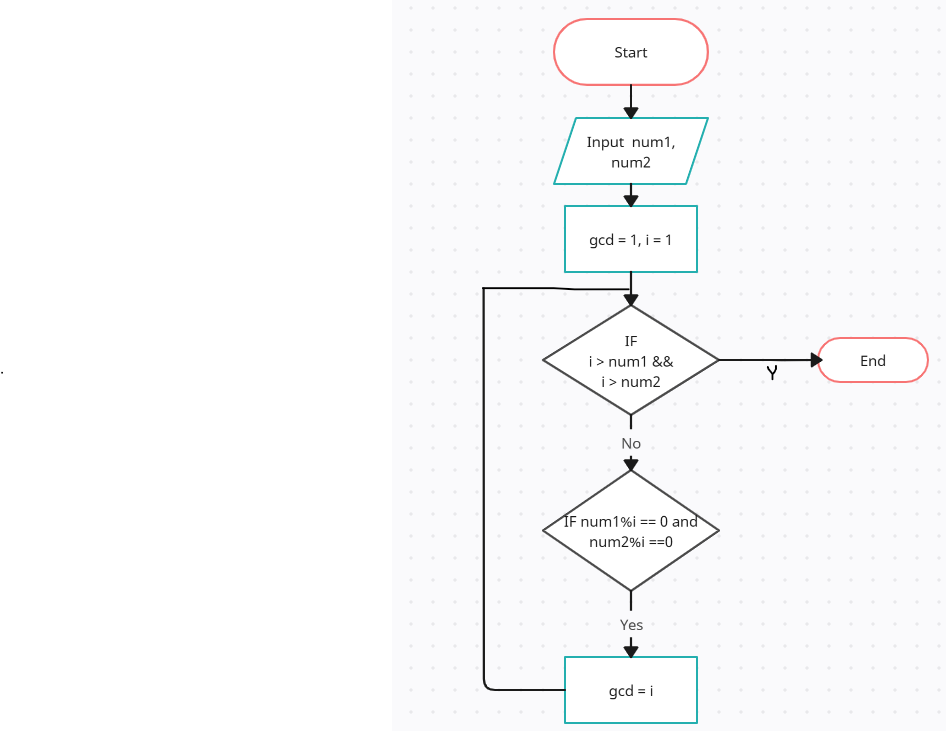 Start
Input num1,
num2
gcd = 1, i = 1
IF
i > num1 &&
i > num2
Y
End
No
IF num1%i == 0 and
num2%i ==0
Yes
gcd = i